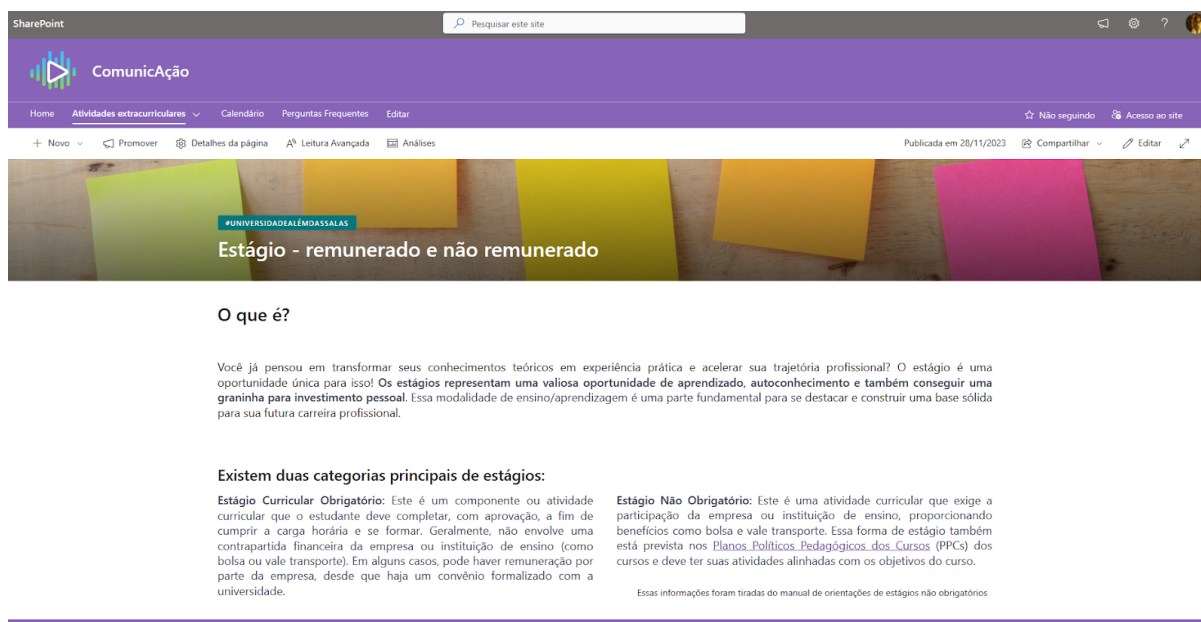 SharePoint
Pesquisar este site
ComunicAção
Home Atividades extracurriculares Calendário Perguntas Frequentes Editar
Não seguindo Acesso ao site
Novo Promover Detalhes da página Leitura Avançada Análises
Publicada em 28/11/2023 Compartilhar Editar
#UNIVERSIDADEALÉMDASSALAS
Estágio - remunerado e não remunerado
O que é?
Você já pensou em transformar seus conhecimentos teóricos em experiência prática e acelerar sua trajetória profissional? O estágio é uma
oportunidade única para isso! Os estágios representam uma valiosa oportunidade de aprendizado, autoconhecimento e também conseguir uma
graninha para investimento pessoal. Essa modalidade de ensino/aprendizagem é uma parte fundamental para se destacar e construir uma base sólida
para sua futura carreira profissional.
Existem duas categorias principais de estágios:
Estágio Curricular Obrigatório: Este é um componente ou atividade
curricular que o estudante deve completar, com aprovação, a fim de
cumprir a carga horária e se formar. Geralmente, não envolve uma
contrapartida financeira da empresa ou instituição de ensino (como
bolsa ou vale transporte). Em alguns casos, pode haver remuneração por
parte da empresa, desde que haja um convênio formalizado com a
universidade.
Estágio Não Obrigatório: Este é uma atividade curricular que exige a
participação da empresa ou instituição de ensino, proporcionando
benefícios como bolsa e vale transporte. Essa forma de estágio também
está prevista nos Planos Políticos Pedagógicos dos Cursos (PPCs) dos
cursos e deve ter suas atividades alinhadas com os objetivos do curso.
Essas informações foram tiradas do manual de orientações de estágios não obrigatórios